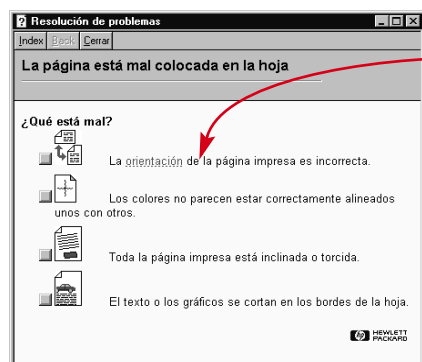 Resolución de problemas
Index Back Cerrar
La página está mal colocada en la hoja
¿Qué está mal?
La orientación de la página impresa es incorrecta.
Los colores no parecen estar correctamente alineados
unos con otros.
Toda la página impresa está inclinada o torcida.
El texto o los gráficos se cortan en los bordes de la hoja.
HEWLETT
PACKARD